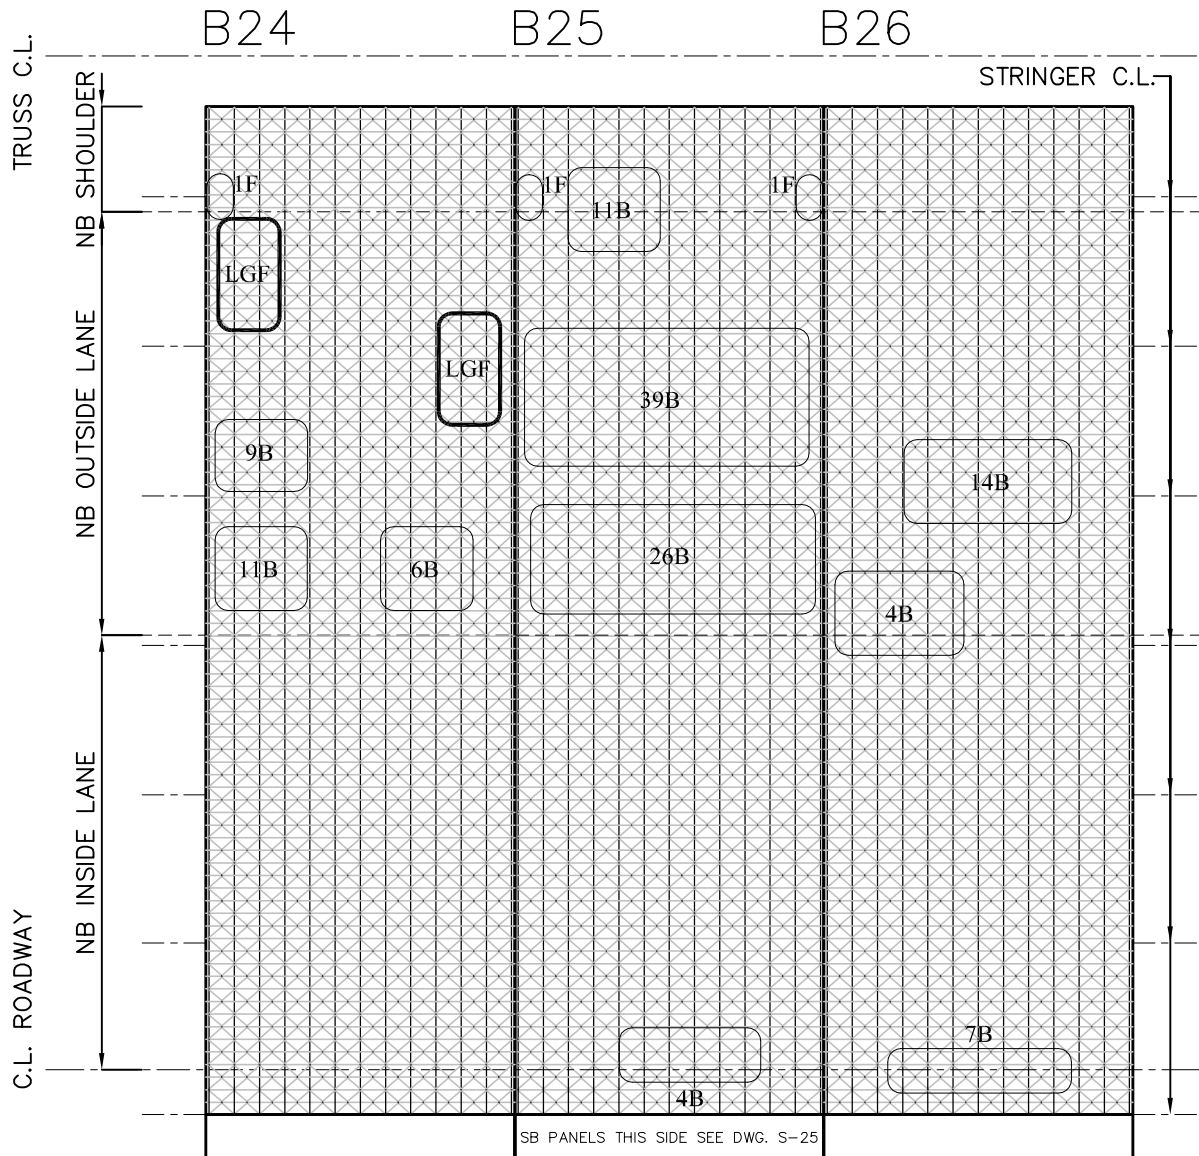 B24 B25 B26
TRUSS C.L.
STRINGER C.L.
NB SHOULDER
1F 1F 1F
11B
LGF
NB OUTSIDE LANE
LGF
39B
9B
14B
26B
11B 6B
4B
NB INSIDE LANE
C.L. ROADWAY
7B
4B
SB PANELS THIS SIDE SEE DWG. S-25